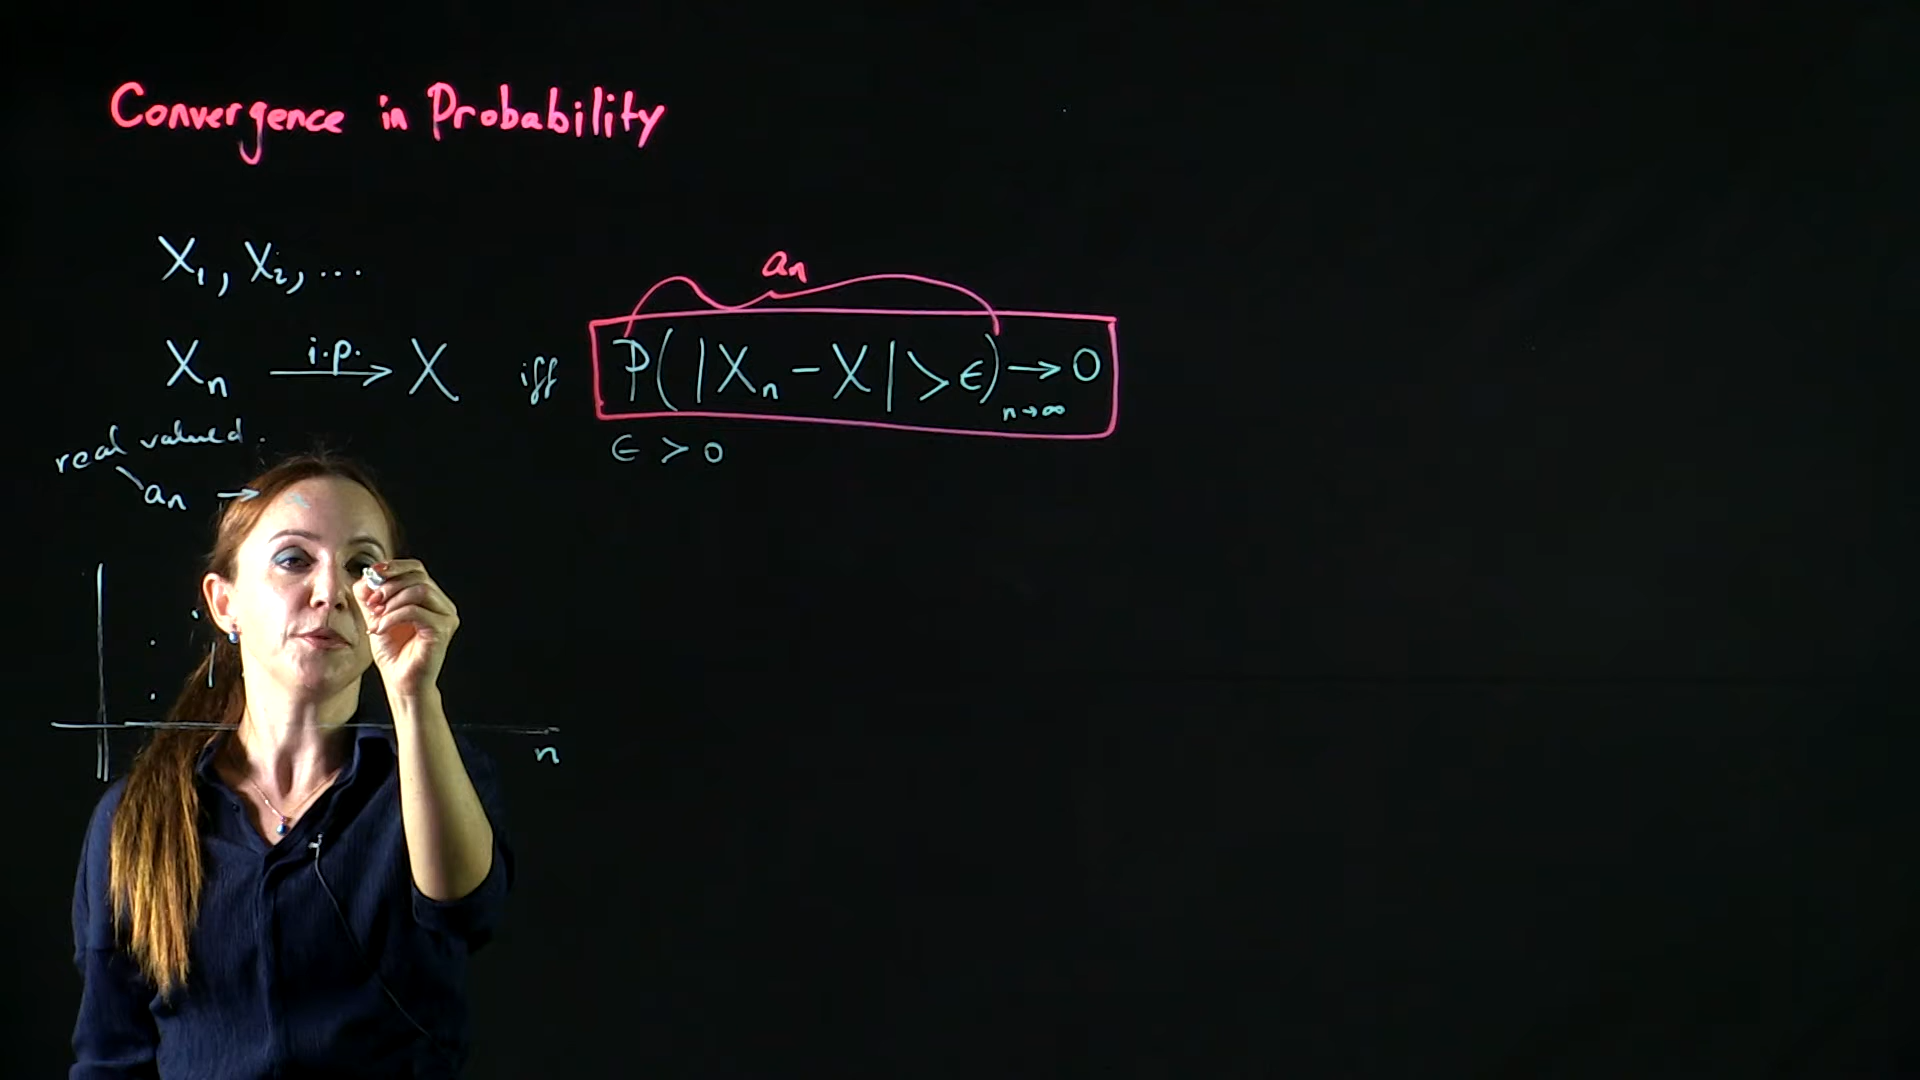 Convergence in Probability
X₁, X₂, ...
aₙ
Xₙ →^{i.p.} X iff P(|Xₙ - X| > ϵ) → 0
n→∞
ϵ > 0
real valued.
aₙ →
n